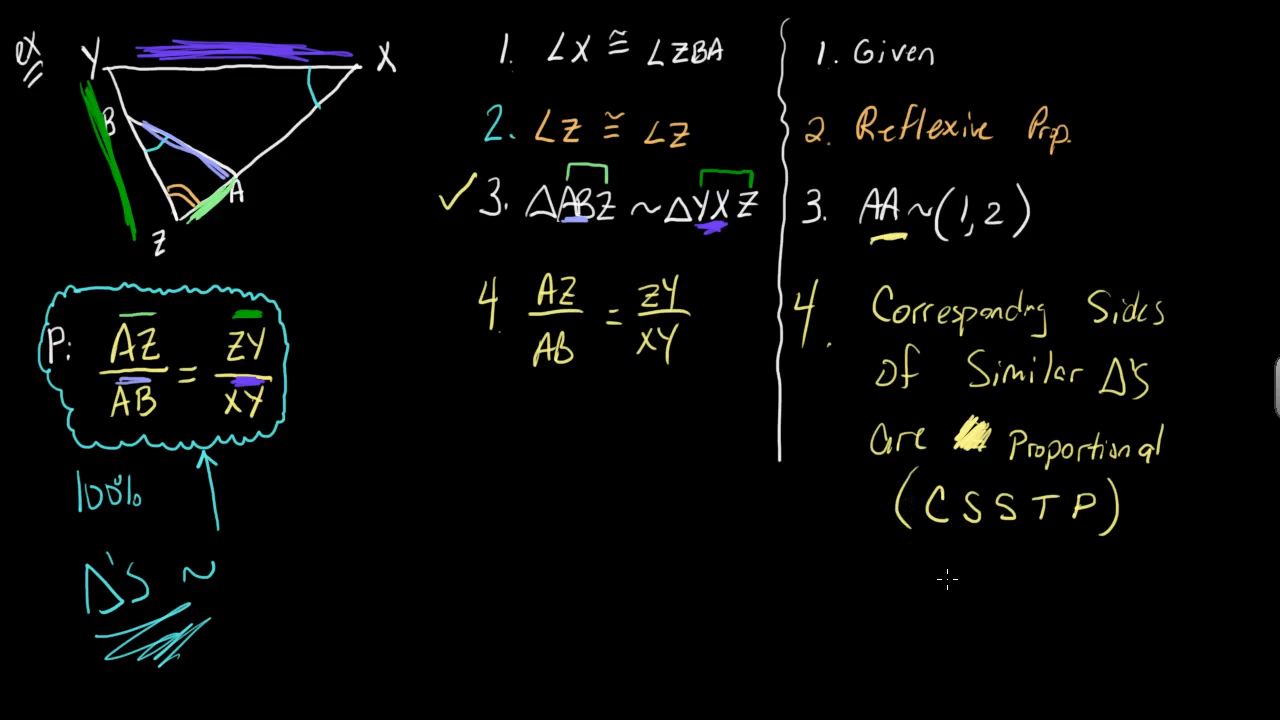 ex
Y
X
B
A
Z
P: AZ/AB = ZY/XY
100%
Δ'S ~
1. ∠X ≅ ∠ZBA
2. ∠Z ≅ ∠Z
✓ 3. ΔABZ ~ ΔYXZ
4. AZ/AB = ZY/XY
1. Given
2. Reflexive Prp.
3. AA~(1,2)
4. Corresponding Sides
of Similar Δ'S
are Proportional
(CSSTP)